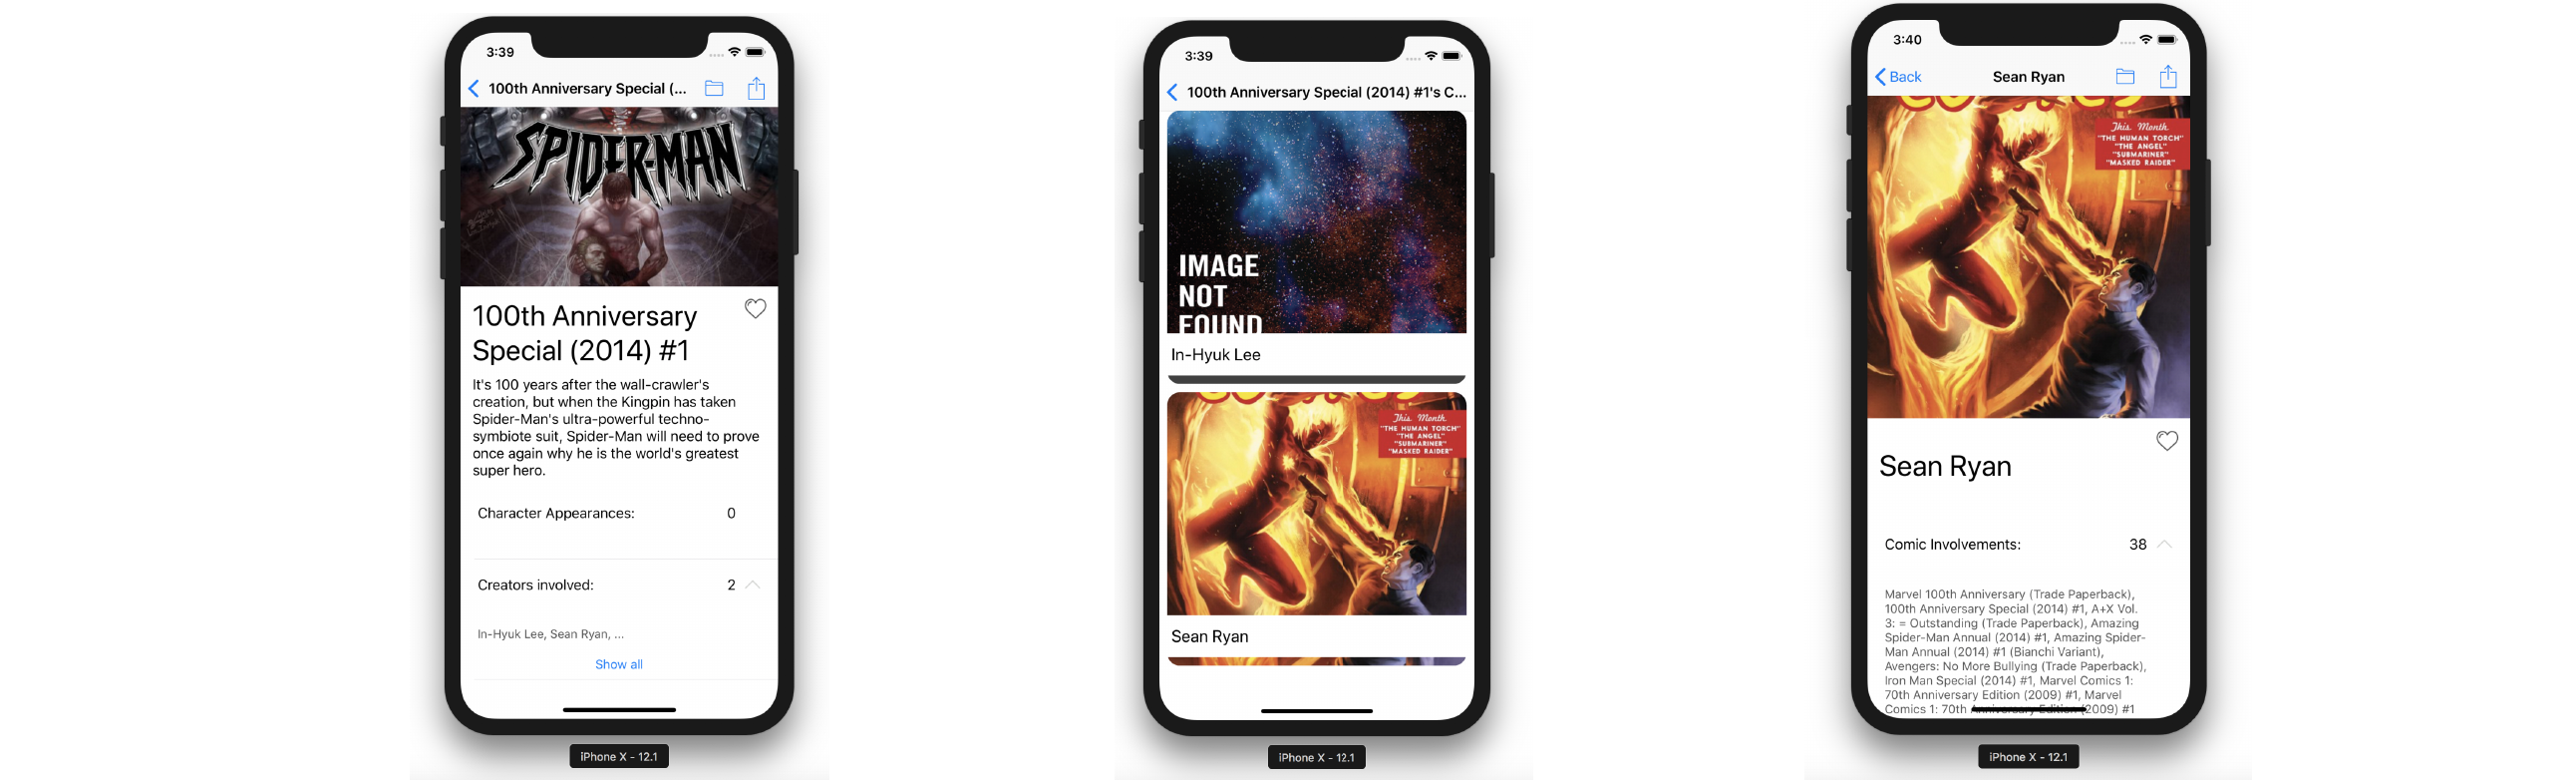 3:39
100th Anniversary Special (...
SPIDER-MAN
100th Anniversary
Special (2014) #1
It's 100 years after the wall-crawler's
creation, but when the Kingpin has taken
Spider-Man's ultra-powerful techno-
symbiote suit, Spider-Man will need to prove
once again why he is the world's greatest
super hero.
Character Appearances: 0
Creators involved: 2
In-Hyuk Lee, Sean Ryan, ...
Show all
iPhone X - 12.1
3:39
100th Anniversary Special (2014) #1's C...
IMAGE
NOT
FOUND
In-Hyuk Lee
This Month
"THE HUMAN TORCH"
"THE ANGEL"
"SUBMARINER"
"MASKED RAIDER"
Sean Ryan
iPhone X - 12.1
3:40
Back Sean Ryan
This Month
"THE HUMAN TORCH"
"THE ANGEL"
"SUBMARINER"
"MASKED RAIDER"
Sean Ryan
Comic Involvements: 38
Marvel 100th Anniversary (Trade Paperback),
100th Anniversary Special (2014) #1, A+X Vol.
3: = Outstanding (Trade Paperback), Amazing
Spider-Man Annual (2014) #1, Amazing Spider-
Man Annual (2014) #1 (Bianchi Variant),
Avengers: No More Bullying (Trade Paperback),
Iron Man Special (2014) #1, Marvel Comics 1:
70th Anniversary Edition (2009) #1, Marvel
Comics 1: 70th Anniversary Edition (2009) #1
iPhone X - 12.1